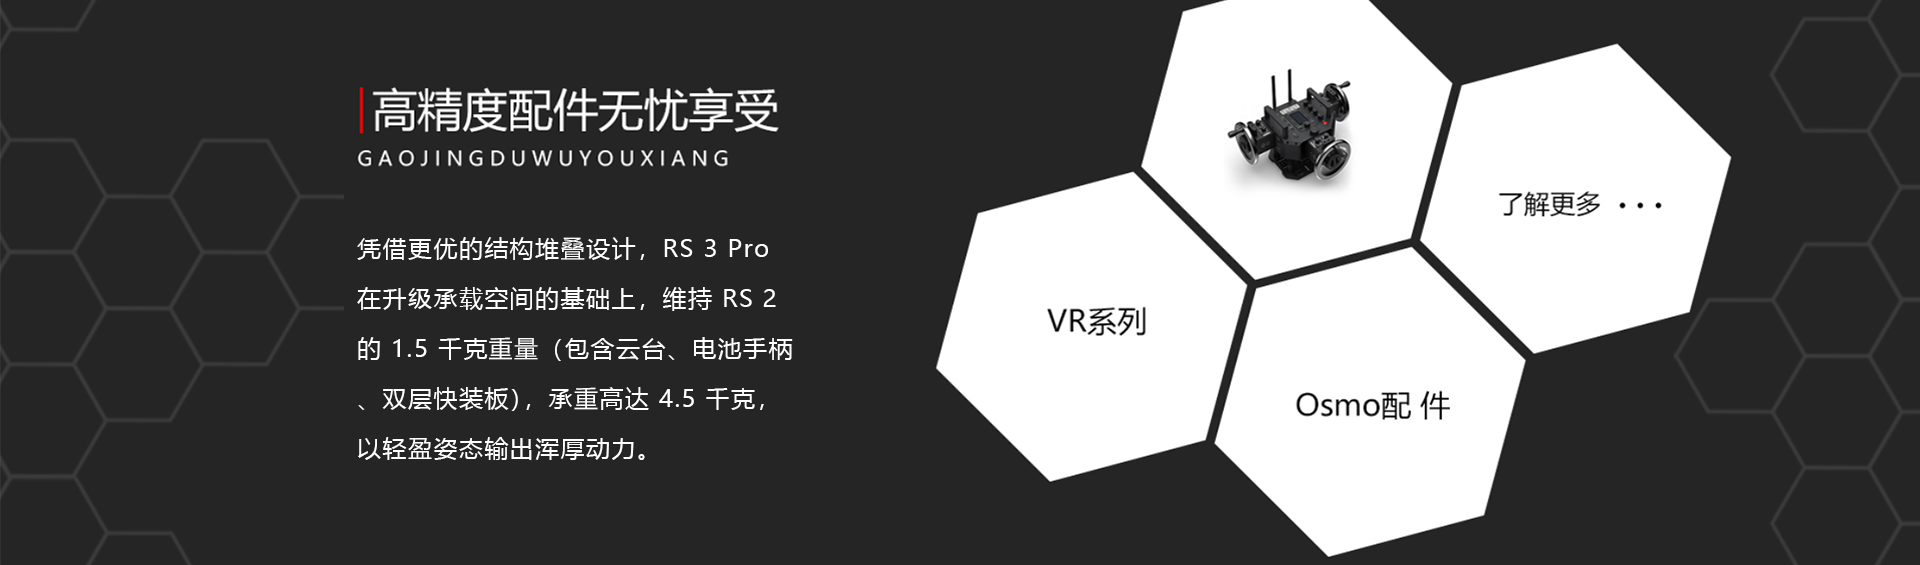 高精度配件无忧享受
GAOJINGDUWUYOUXIANG
凭借更优的结构堆叠设计，RS 3 Pro
在升级承载空间的基础上，维持 RS 2
的 1.5 千克重量（包含云台、电池手柄
、双层快装板），承重高达 4.5 千克，
以轻盈姿态输出浑厚动力。
了解更多 ···
VR系列
Osmo配 件